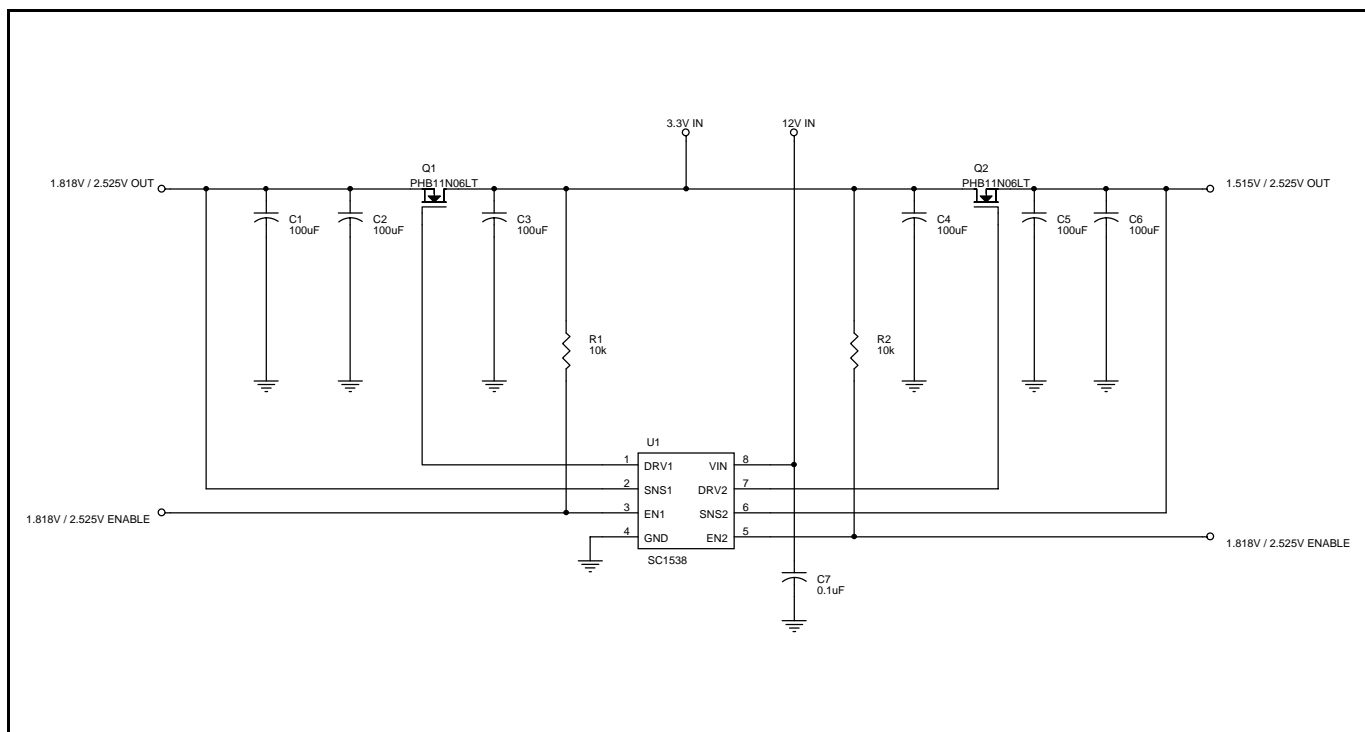 3.3V IN
12V IN
Q1
PHB11N06LT
Q2
PHB11N06LT
1.818V / 2.525V OUT
1.515V / 2.525V OUT
C1
100uF
C2
100uF
C3
100uF
C4
100uF
C5
100uF
C6
100uF
R1
10k
R2
10k
U1
1 DRV1 VIN 8
2 SNS1 DRV2 7
3 EN1 SNS2 6
4 GND EN2 5
SC1538
1.818V / 2.525V ENABLE
1.818V / 2.525V ENABLE
C7
0.1uF